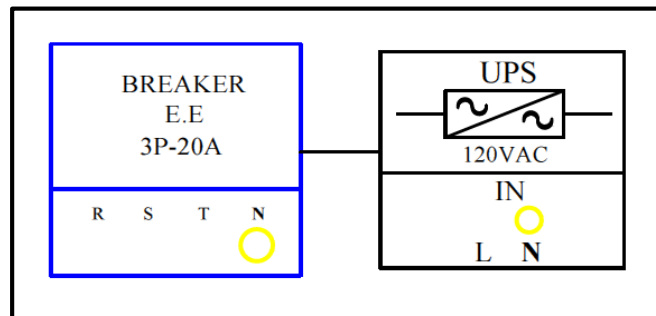 BREAKER
E.E
3P-20A
R S T N
UPS
120VAC
IN
L N